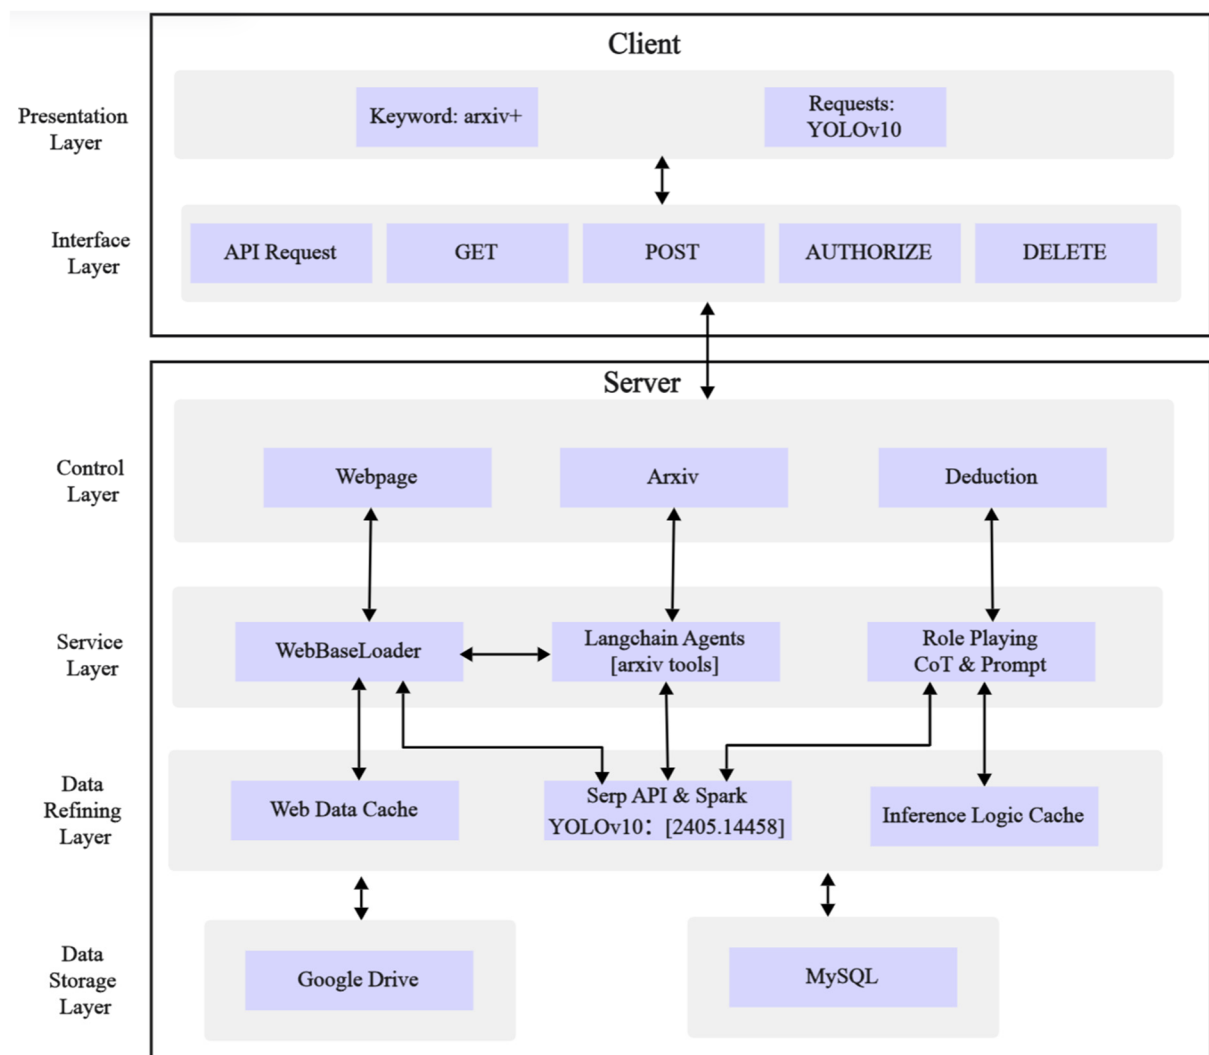 Client
Presentation
Layer
Keyword: arxiv+
Requests:
YOLOv10
Interface
Layer
API Request
GET
POST
AUTHORIZE
DELETE
Server
Control
Layer
Webpage
Arxiv
Deduction
Service
Layer
WebBaseLoader
Langchain Agents
[arxiv tools]
Role Playing
CoT & Prompt
Data
Refining
Layer
Web Data Cache
Serp API & Spark
YOLOv10：[2405.14458]
Inference Logic Cache
Data
Storage
Layer
Google Drive
MySQL